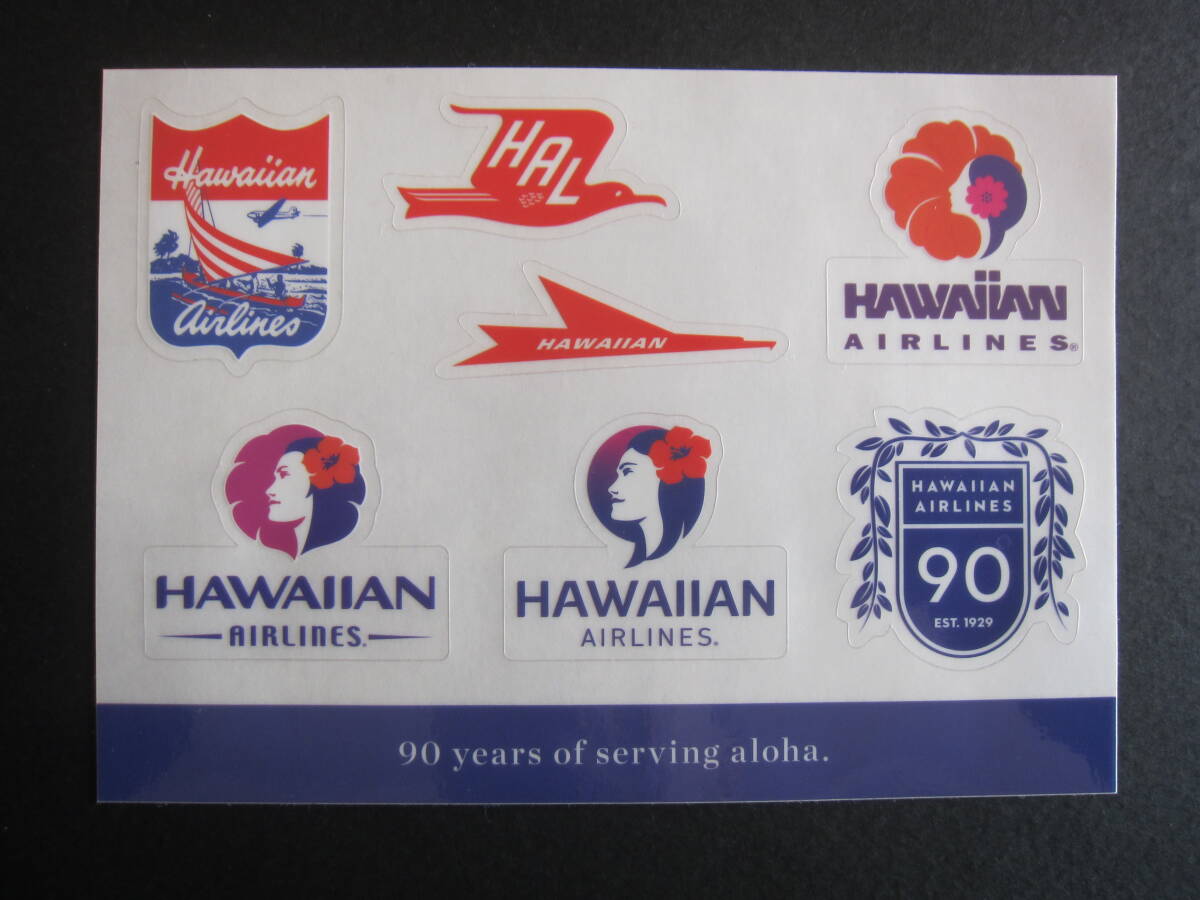 Hawaiian
Airlines
HAL
HAWAIIAN
HAWAIIAN
AIRLINES®
HAWAIIAN
AIRLINES®
HAWAIIAN
AIRLINES®
HAWAIIAN
AIRLINES
90
EST. 1929
90 years of serving aloha.